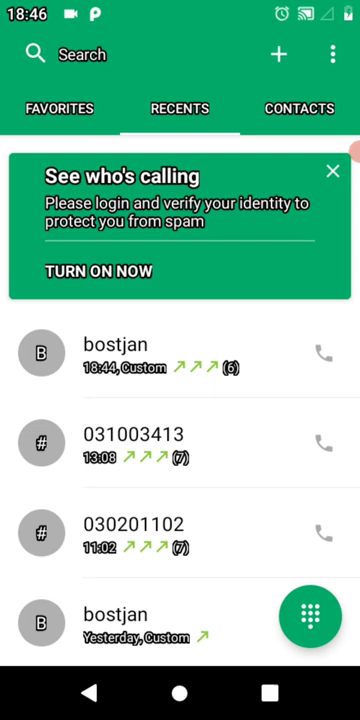 18:46
Search
FAVORITES RECENTS CONTACTS
See who's calling
Please login and verify your identity to
protect you from spam
TURN ON NOW
B bostjan
18:44, Custom (6)
# 031003413
13:08 (7)
# 030201102
11:02 (7)
B bostjan
Yesterday, Custom